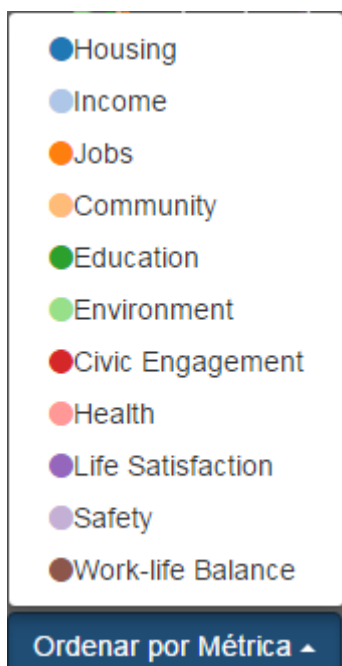 Housing
Income
Jobs
Community
Education
Environment
Civic Engagement
Health
Life Satisfaction
Safety
Work-life Balance
Ordenar por Métrica